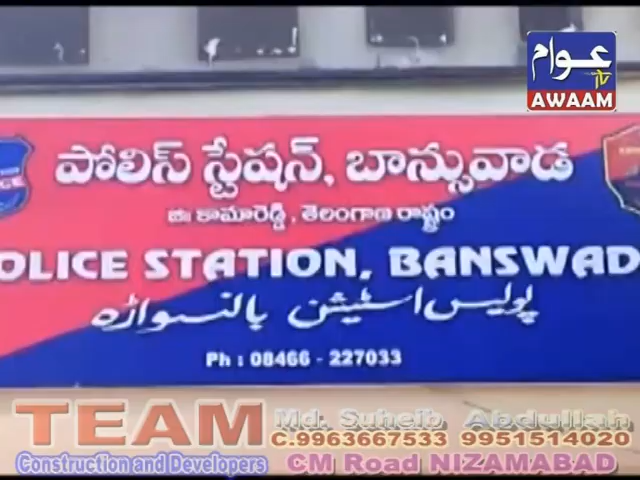 عوام
tv
AWAAM
పోలిస్ స్టేషన్, బాన్సువాడ
జిః కామారెడ్డి, తెలంగాణ రాష్ట్రం
OLICE STATION, BANSWAD
پولیس اسٹیشن بانسواڑہ
Ph : 08466 - 227033
TEAM
Construction and Developers
Md. Suheib Abdullah
C.9963667533 9951514020
CM Road NIZAMABAD